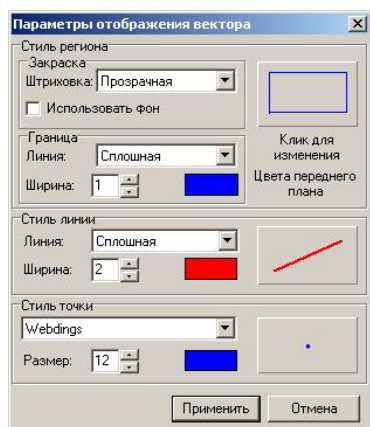 Параметры отображения вектора
Стиль региона
Закраска
Штриховка: Прозрачная
Использовать фон
Граница
Линия: Сплошная
Ширина: 1
Клик для
изменения
Цвета переднего
плана
Стиль линии
Линия: Сплошная
Ширина: 2
Стиль точки
Webdings
Размер: 12
Применить Отмена